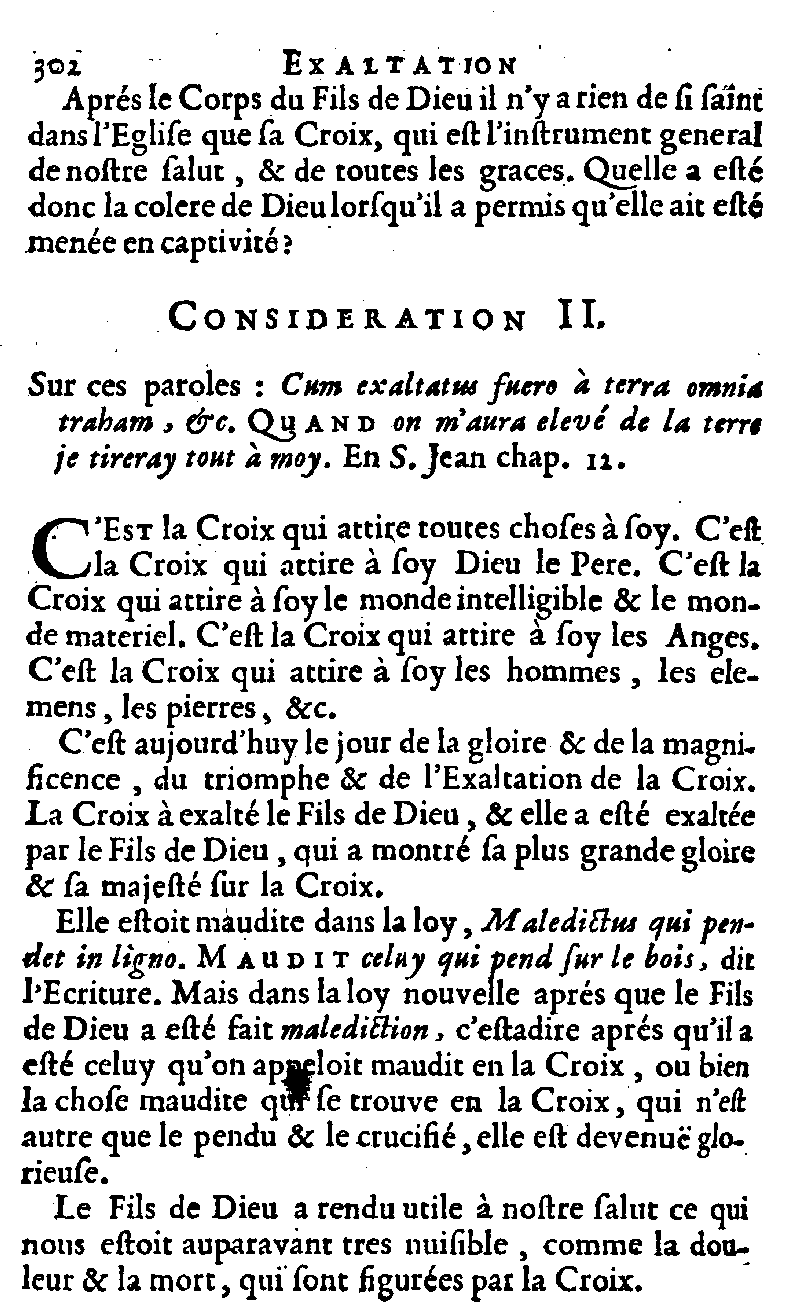 302 EXALTATION
Aprés le Corps du Fils de Dieu il n'y a rien de ſi ſaint
dans l'Egliſe que ſa Croix, qui eſt l'inſtrument general
de noſtre ſalut, & de toutes les graces. Quelle a eſté
donc la colere de Dieu lorſqu'il a permis qu'elle ait eſté
menée en captivité?
CONSIDERATION II.
Sur ces paroles : Cum exaltatus fuero à terra omnia
traham, &c. QUAND on m'aura elevé de la terre
je tireray tout à moy. En S. Jean chap. 12.
C'EST la Croix qui attire toutes choſes à ſoy. C'eſt
la Croix qui attire à ſoy Dieu le Pere. C'eſt la
Croix qui attire à ſoy le monde intelligible & le mon-
de materiel. C'eſt la Croix qui attire à ſoy les Anges.
C'eſt la Croix qui attire à ſoy les hommes, les ele-
mens, les pierres, &c.
C'eſt aujourd'huy le jour de la gloire & de la magni-
ficence, du triomphe & de l'Exaltation de la Croix.
La Croix à exalté le Fils de Dieu, & elle a eſté exaltée
par le Fils de Dieu, qui a montré ſa plus grande gloire
& ſa majeſté ſur la Croix.
Elle eſtoit maudite dans la loy, Maledictus qui pen-
det in ligno. MAUDIT celuy qui pend ſur le bois, dit
l'Ecriture. Mais dans la loy nouvelle aprés que le Fils
de Dieu a eſté fait malediction, c'eſtadire aprés qu'il a
eſté celuy qu'on appeloit maudit en la Croix, ou bien
la choſe maudite qui ſe trouve en la Croix, qui n'eſt
autre que le pendu & le crucifié, elle eſt devenuë glo-
rieuſe.
Le Fils de Dieu a rendu utile à noſtre ſalut ce qui
nous eſtoit auparavant tres nuiſible, comme la dou-
leur & la mort, qui ſont figurées par la Croix.